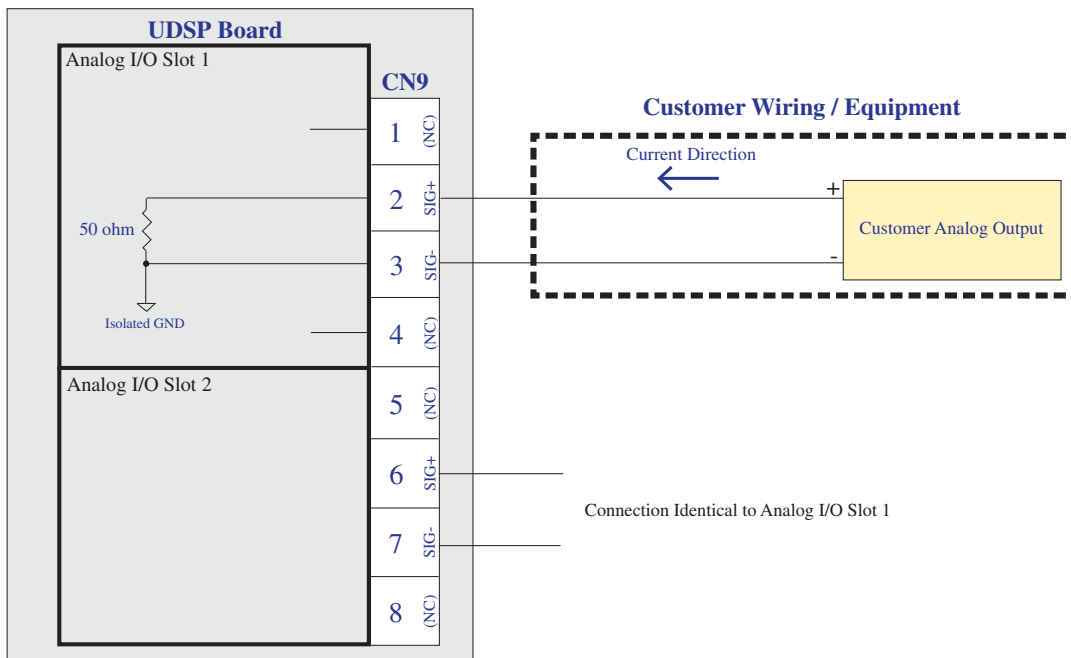 UDSP Board
Analog I/O Slot 1
CN9
1 (NC)
2 SIG+
50 ohm
3 SIG-
Isolated GND
4 (NC)
Analog I/O Slot 2
5 (NC)
6 SIG+
7 SIG-
8 (NC)
Customer Wiring / Equipment
Current Direction
+
Customer Analog Output
-
Connection Identical to Analog I/O Slot 1